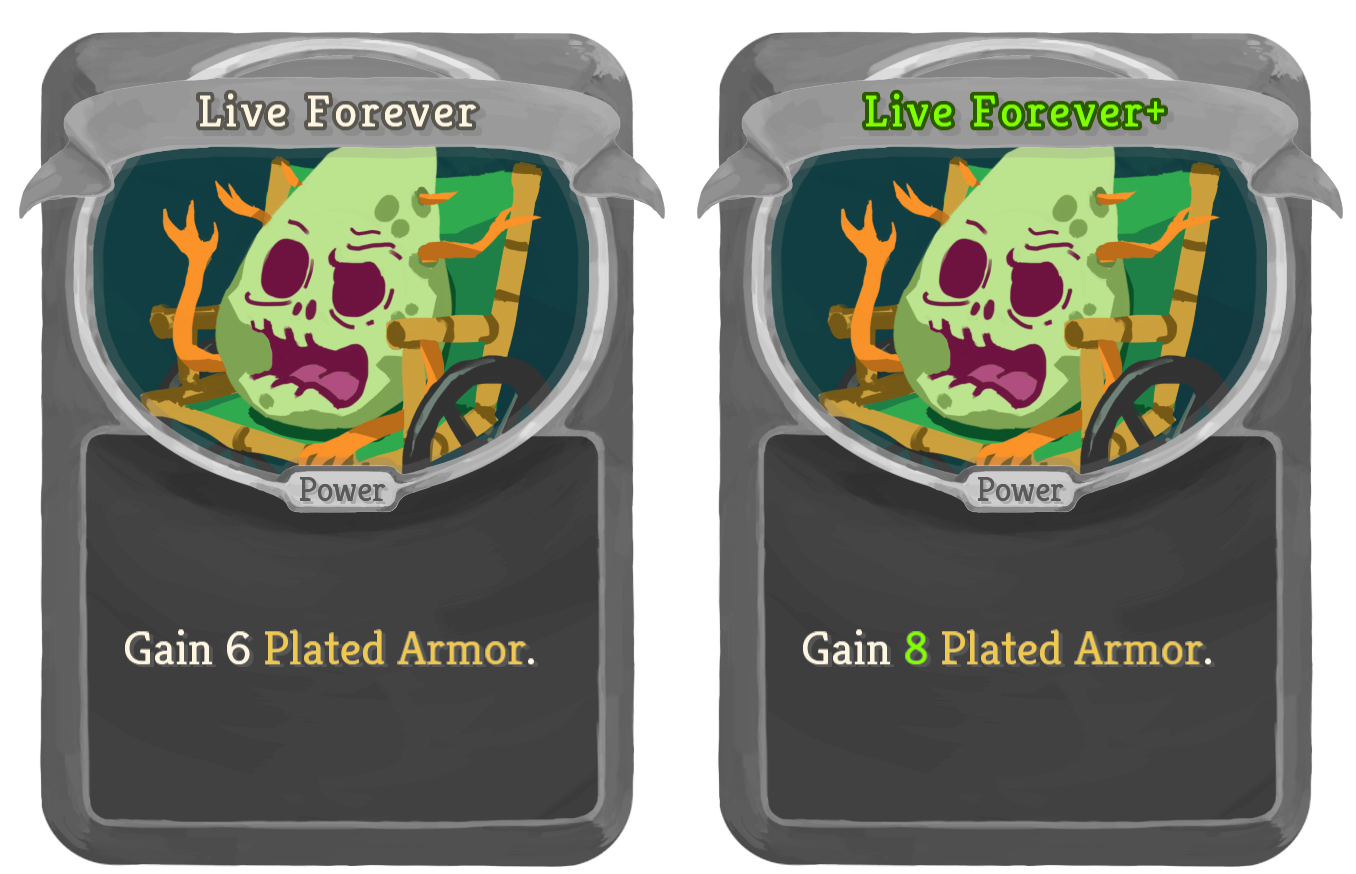 Live Forever
Power
Gain 6 Plated Armor.
Live Forever+
Power
Gain 8 Plated Armor.